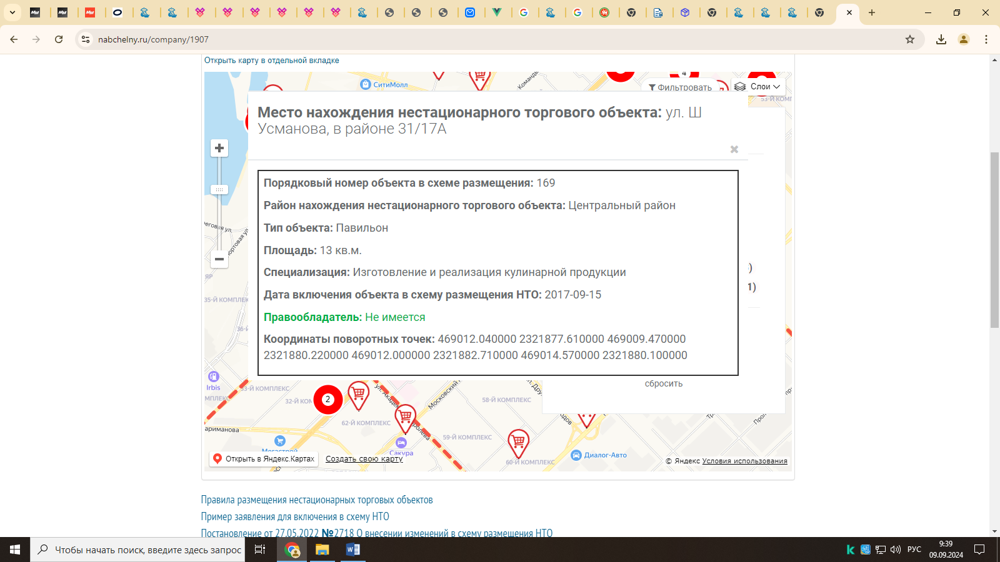 nabchelny.ru/company/1907
Открыть карту в отдельной вкладке
СитиМолл
4
Фильтровать
Слои
53-Й КОМП
Место нахождения нестационарного торгового объекта: ул. Ш
Усманова, в районе 31/17А
Порядковый номер объекта в схеме размещения: 169
Район нахождения нестационарного торгового объекта: Центральный район
Тип объекта: Павильон
Площадь: 13 кв.м.
Специализация: Изготовление и реализация кулинарной продукции
)
1)
Дата включения объекта в схему размещения НТО: 2017-09-15
35-Й КОМПЛЕКС
Правообладатель: Не имеется
36-Й
Координаты поворотных точек: 469012.040000 2321877.610000 469009.470000
2321880.220000 469012.000000 2321882.710000 469014.570000 2321880.100000
сбросить
Irbis
2
58-Й КОМПЛЕКС
62-Й КОМПЛЕКС
59-Й КОМПЛЕКС
Мегастрой
Сакура
Диалог-Авто
60-Й КОМПЛЕКС
Открыть в Яндекс.Картах
Создать свою карту
© Яндекс Условия использования
Правила размещения нестационарных торговых объектов
Пример заявления для включения в схему НТО
Постановление от 27.05.2022 №2718 О внесении изменений в схему размещения НТО
Чтобы начать поиск, введите здесь запрос
РУС
9:39
09.09.2024